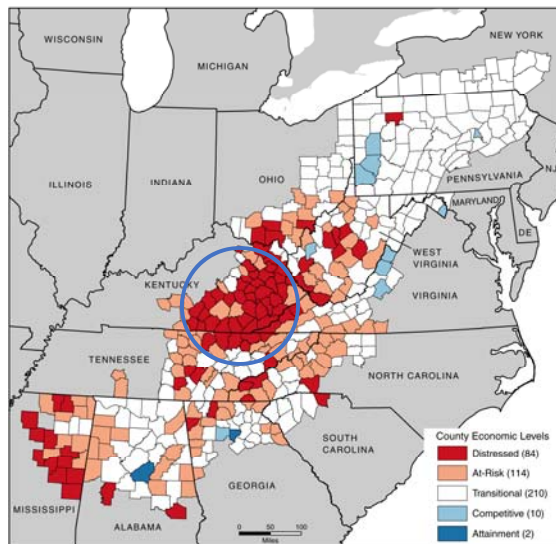 WISCONSIN
MICHIGAN
NEW YORK
ILLINOIS
INDIANA
OHIO
PENNSYLVANIA
NJ
MARYLAND
DE
WEST
VIRGINIA
KENTUCKY
VIRGINIA
TENNESSEE
NORTH CAROLINA
SOUTH
CAROLINA
MISSISSIPPI
ALABAMA
GEORGIA
0 50 100
Miles
County Economic Levels
Distressed (84)
At-Risk (114)
Transitional (210)
Competitive (10)
Attainment (2)